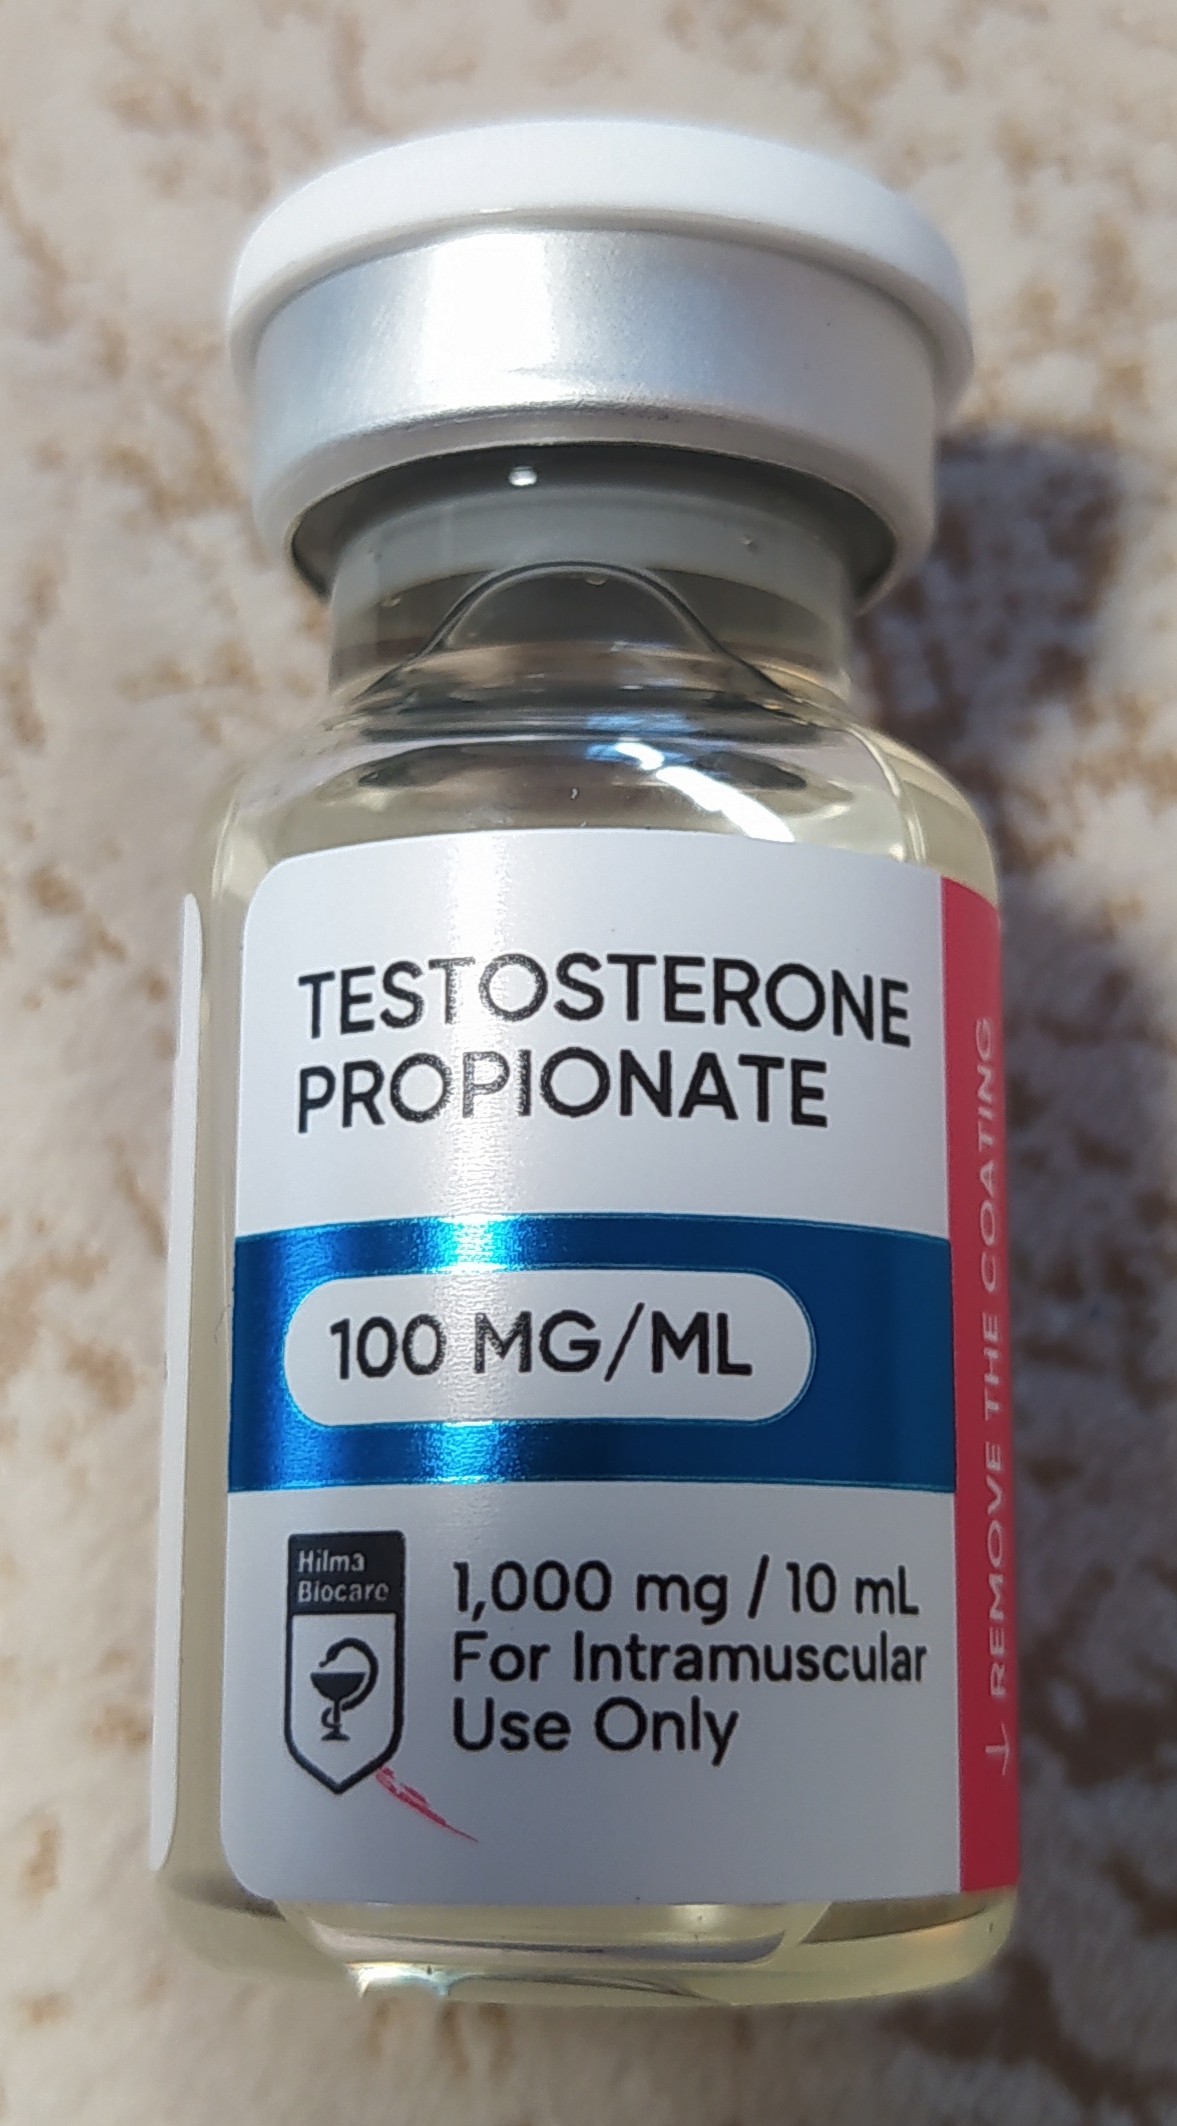 TESTOSTERONE
PROPIONATE
100 MG/ML
Hilma
Biocare
1,000 mg / 10 mL
For Intramuscular
Use Only
← REMOVE THE COATING